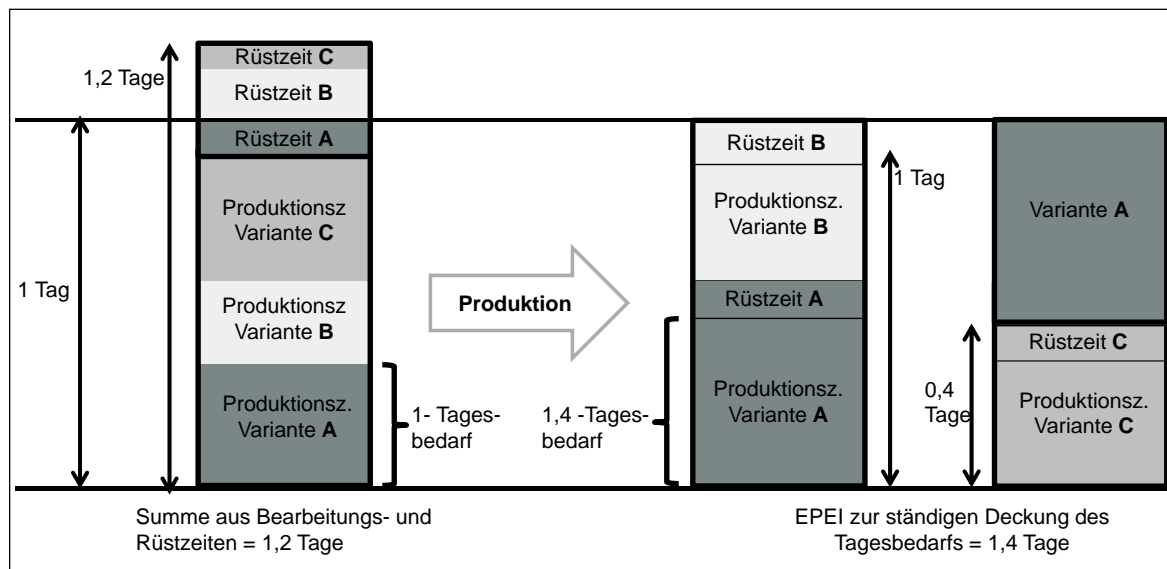 1,2 Tage
1 Tag
Rüstzeit C
Rüstzeit B
Rüstzeit A
Produktionsz
Variante C
Produktionsz
Variante B
Produktionsz.
Variante A
1- Tages-
bedarf
Produktion
1,4 -Tages-
bedarf
Rüstzeit B
Produktionsz.
Variante B
Rüstzeit A
Produktionsz.
Variante A
1 Tag
0,4
Tage
Variante A
Rüstzeit C
Produktionsz.
Variante C
Summe aus Bearbeitungs- und
Rüstzeiten = 1,2 Tage
EPEI zur ständigen Deckung des
Tagesbedarfs = 1,4 Tage